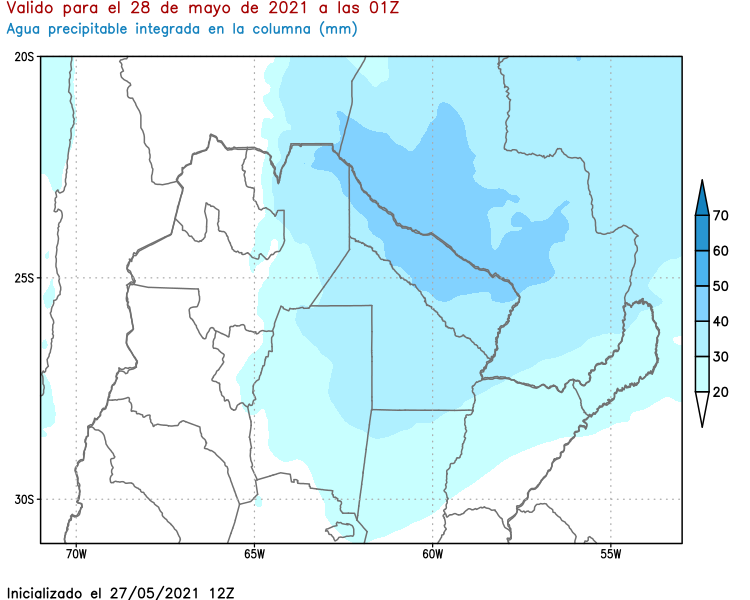 Valido para el 28 de mayo de 2021 a las 01Z
Agua precipitable integrada en la columna (mm)
20S
25S
30S
70W
65W
60W
55W
70
60
50
40
30
20
Inicializado el 27/05/2021 12Z